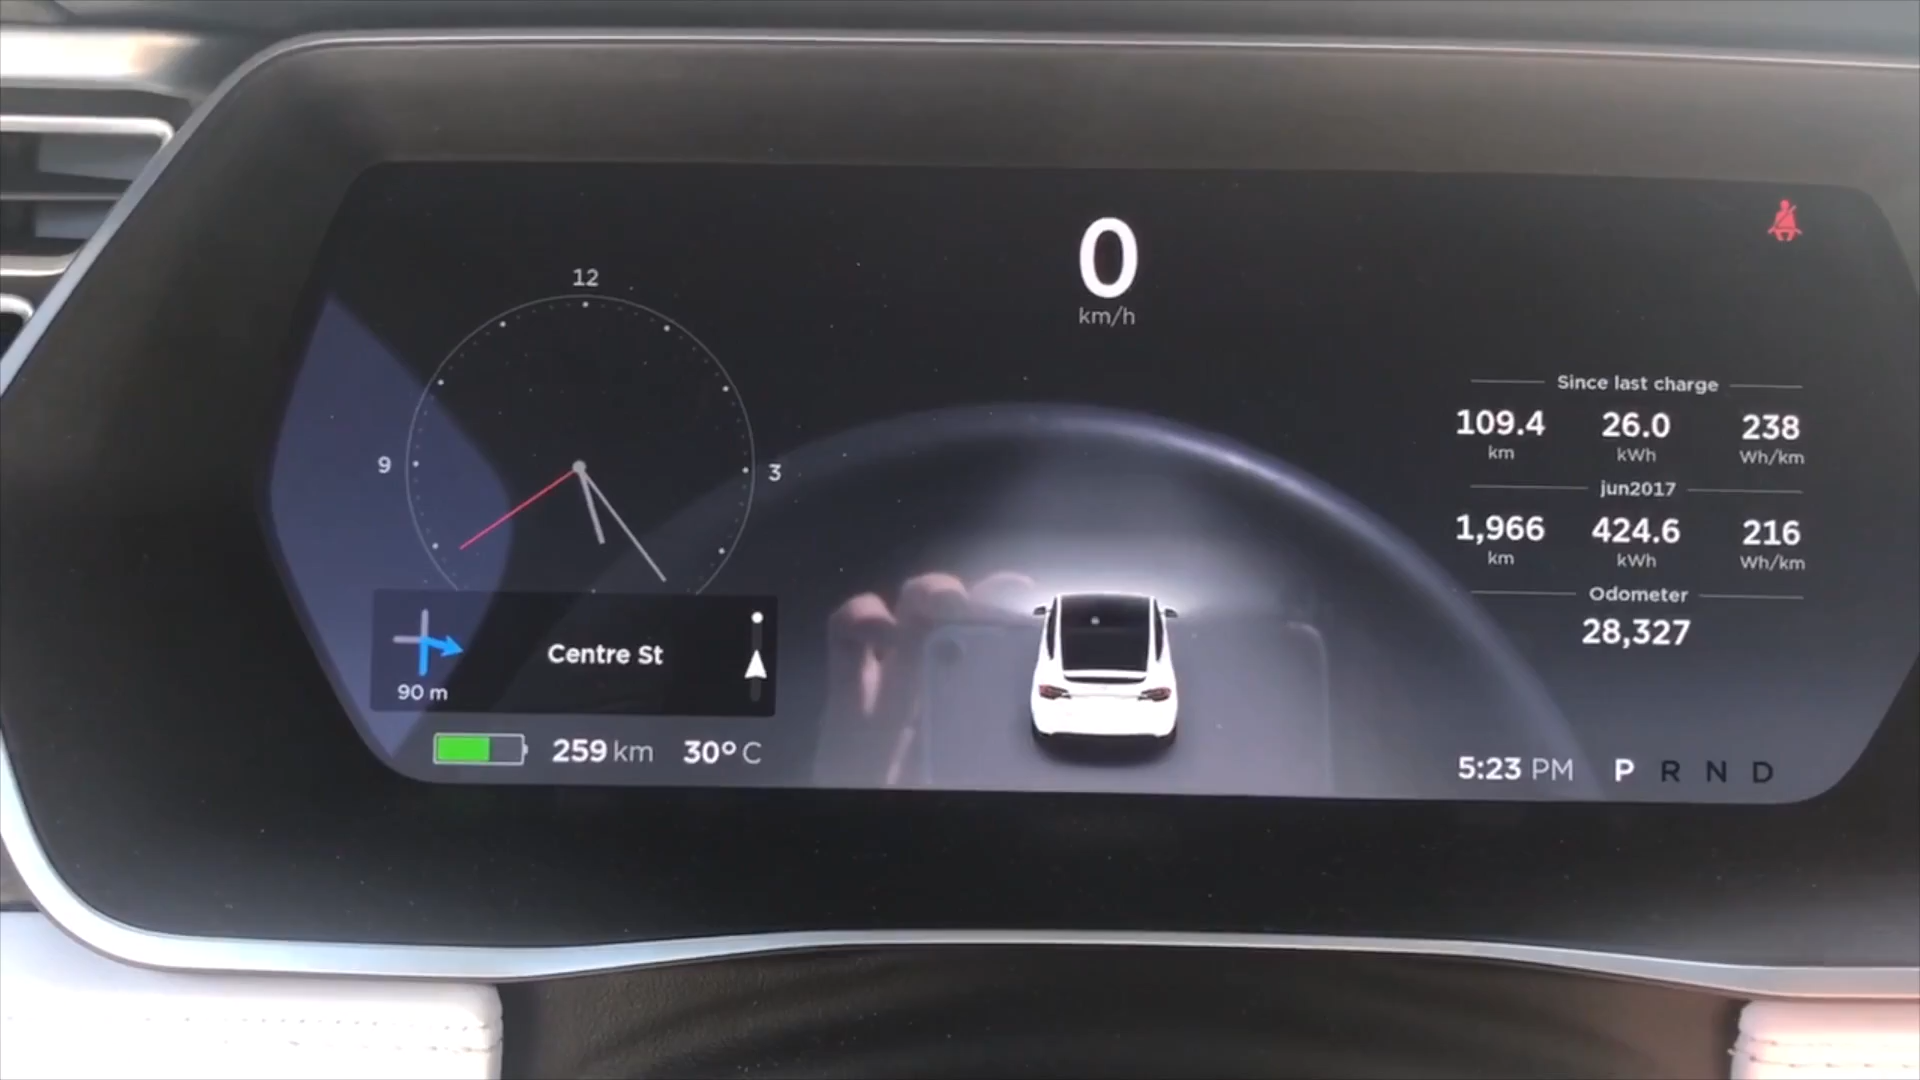 0
km/h
12
9
3
Since last charge
109.4 26.0 238
km kWh Wh/km
jun2017
1,966 424.6 216
km kWh Wh/km
Odometer
28,327
Centre St
90 m
259 km 30° C
5:23 PM P R N D